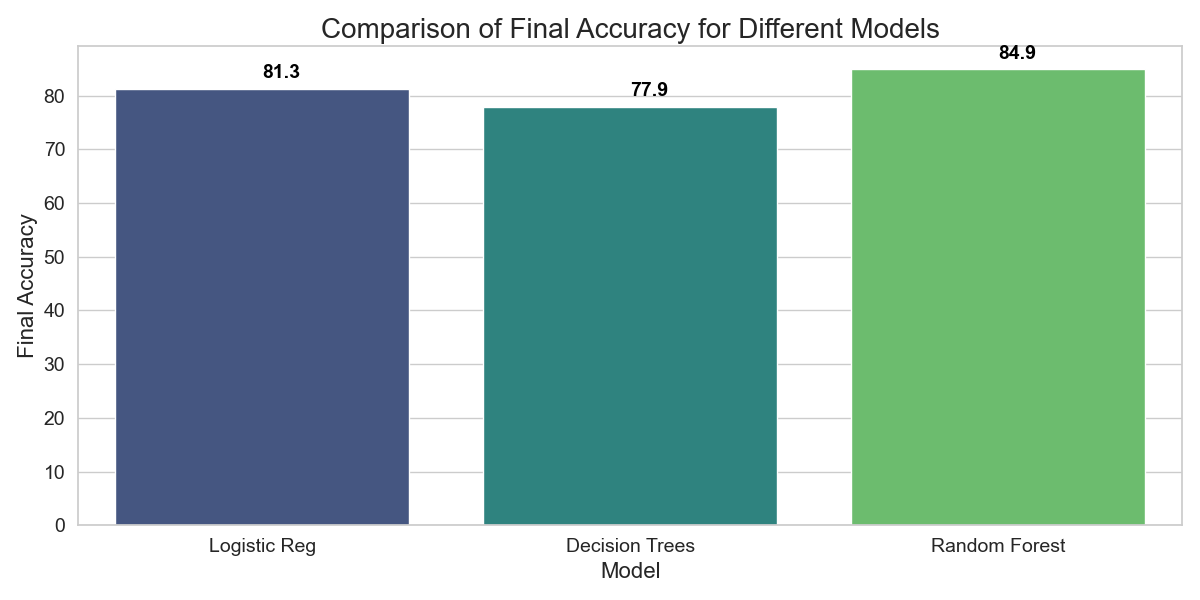 Comparison of Final Accuracy for Different Models
81.3
77.9
84.9
Final Accuracy
80
70
60
50
40
30
20
10
0
Logistic Reg
Decision Trees
Random Forest
Model